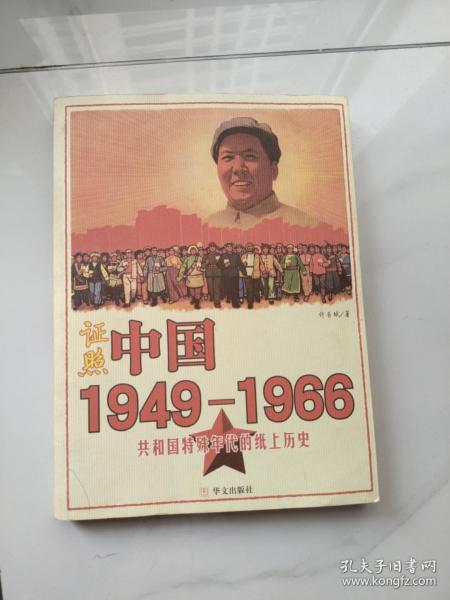 许善斌/著
证照
中国
1949-1966
共和国特殊年代的纸上历史
华文出版社
孔夫子旧书网
www.kongfz.com